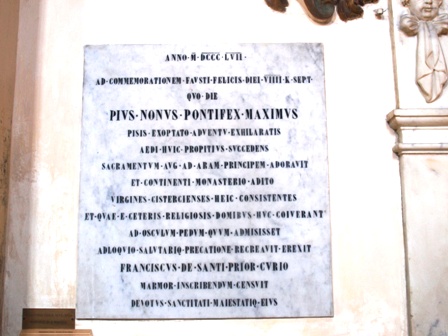 ANNO·M·DCCC·LVII·
AD·COMMEMORATIONEM·FAVSTI·FELICIS·DIEI·VIIII·K·SEPT·
QVO·DIE
PIVS·NONVS·PONTIFEX·MAXIMVS
PISIS·EXOPTATO·ADVENTV·EXHILARATIS
AEDI·HVIC·PROPITIVS·SVCCEDENS
SACRAMENTVM·AVG·AD·ARAM·PRINCIPEM·ADORAVIT
ET·CONTINENTI·MONASTERIO·ADITO
VIRGINES·CISTERCIENSES·HEIC·CONSISTENTES
ET·QVAE·E·CETERIS·RELIGIOSIS·DOMIBVS·HVC·COIVERANT
AD·OSCVLVM·PEDVM·QVVM·ADMISISSET
ADLOQVIO·SALVTARIQ·PRECATIONE·RECREAVIT·EREXIT
FRANCISCVS·DE·SANTI·PRIOR·CVRIO
MARMOR·INSCRIBENDVM·CENSVIT
DEVOTVS·SANCTITATI·MAIESTATIQ·EIVS